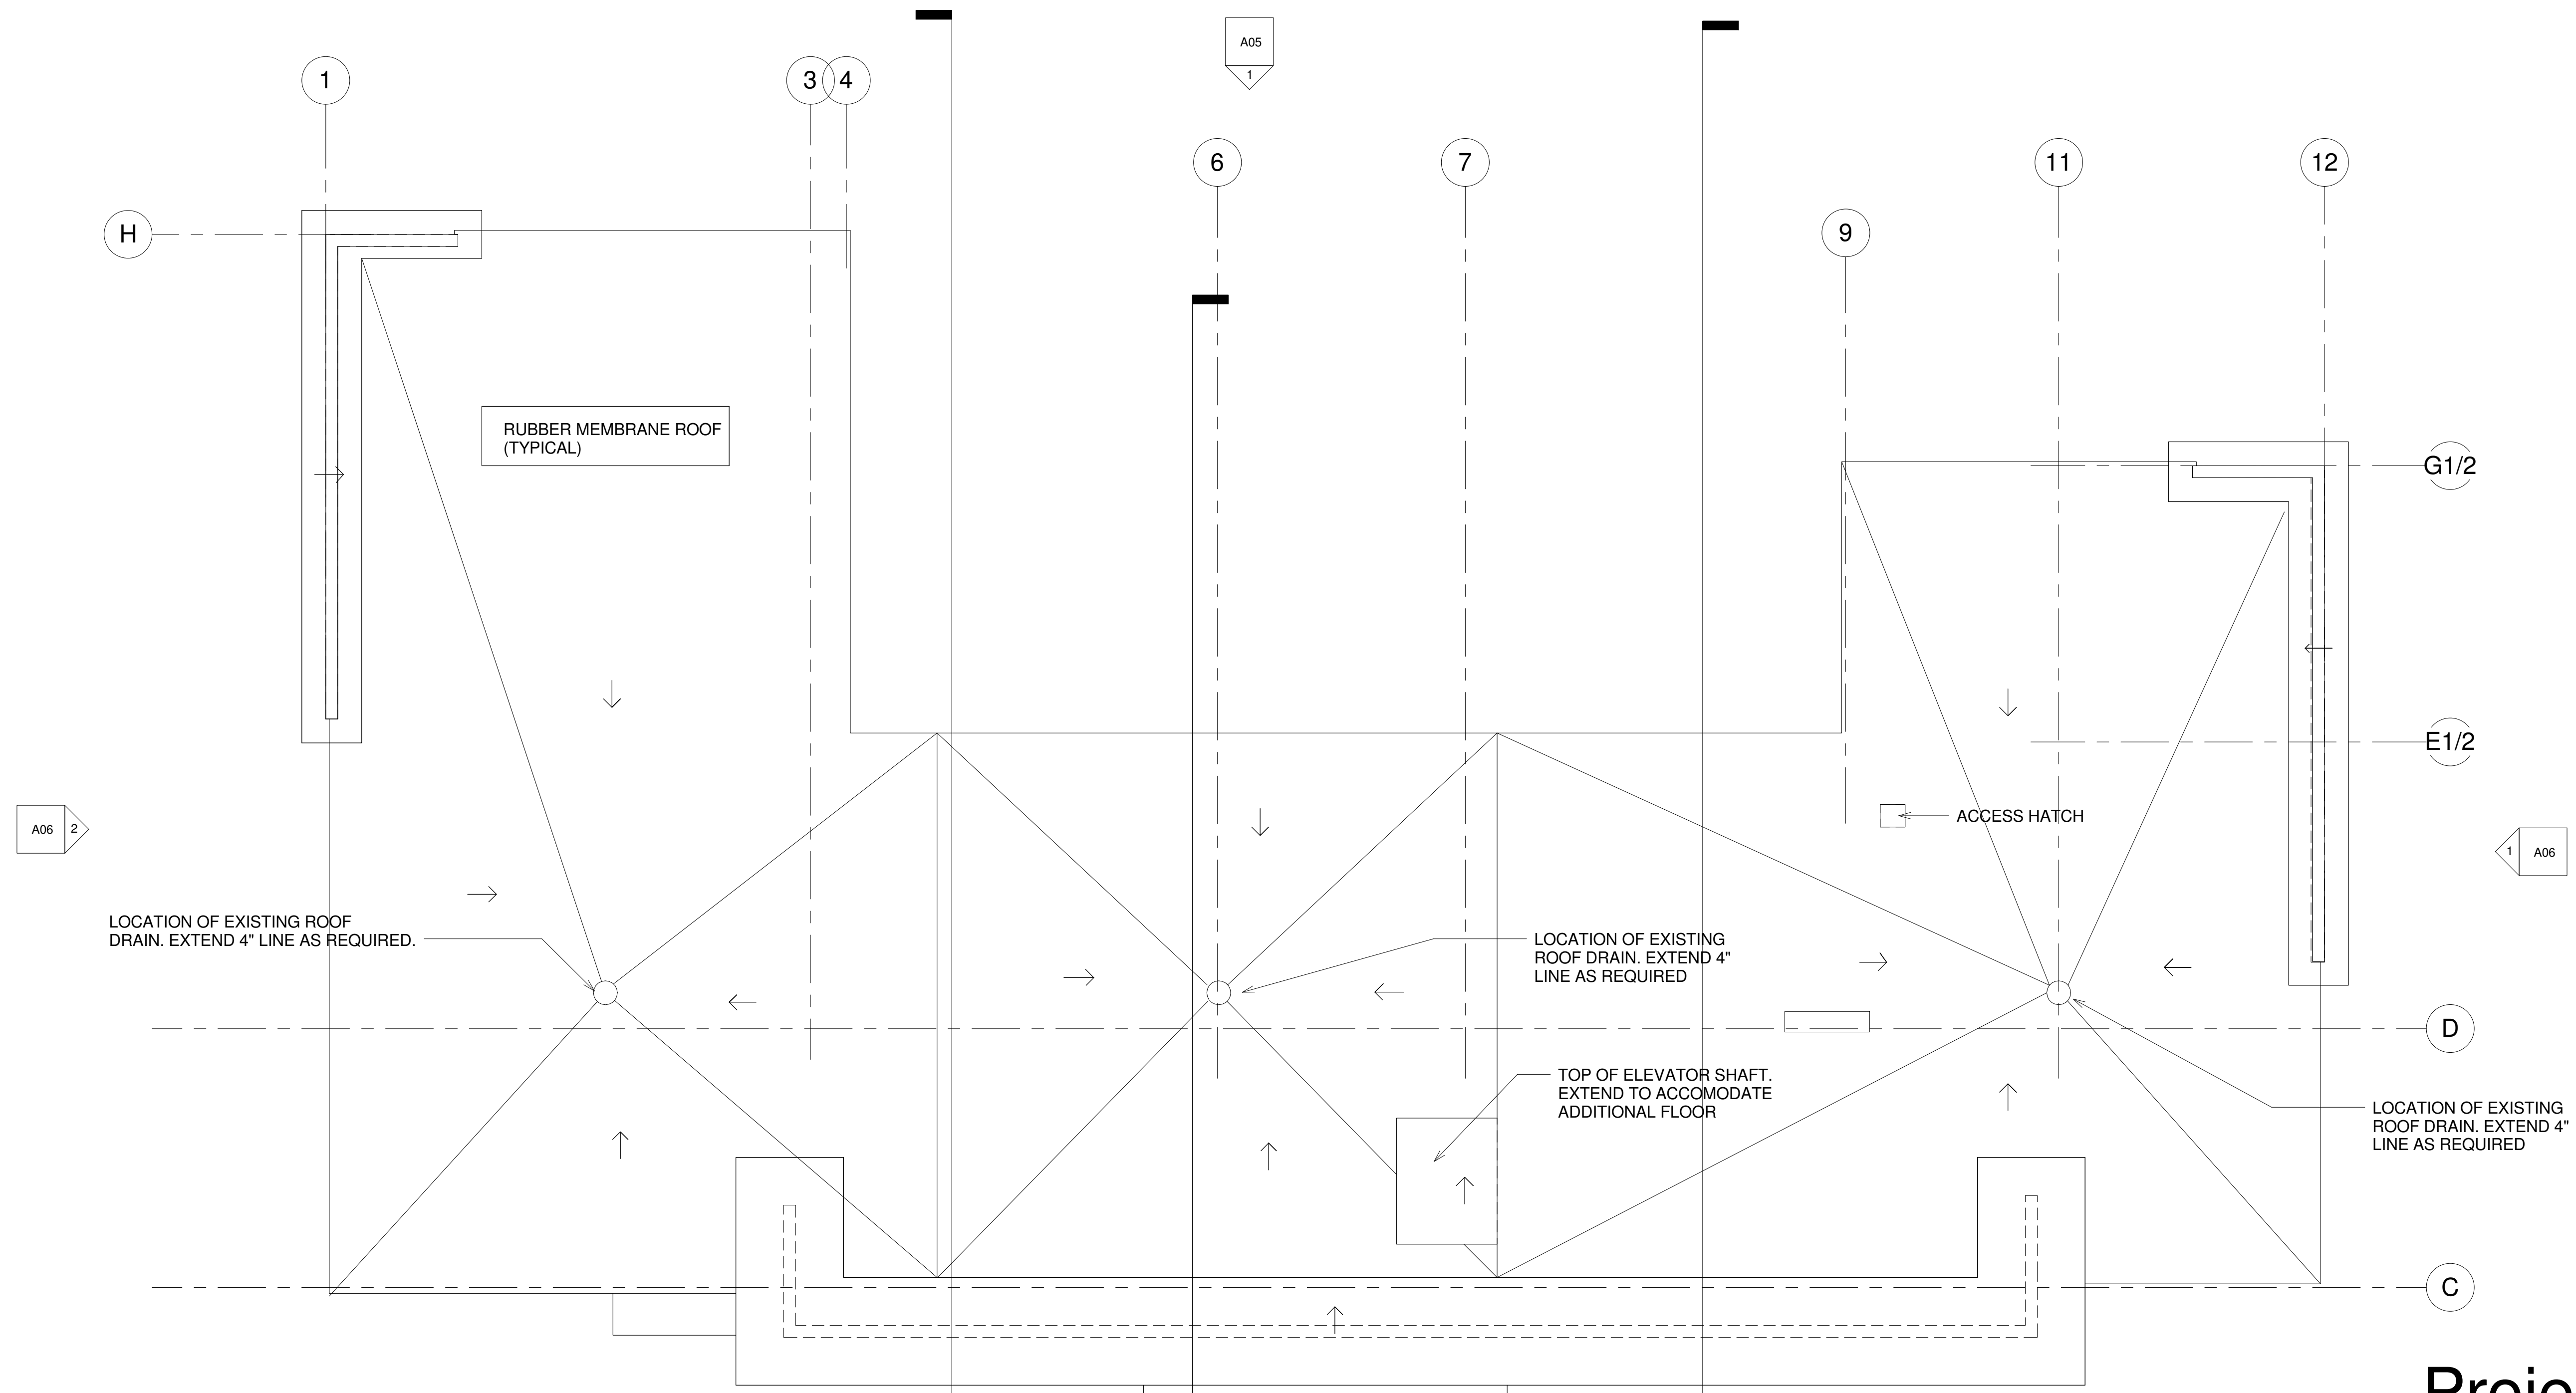 A05
1
1
3
4
6
7
11
12
9
H
RUBBER MEMBRANE ROOF
(TYPICAL)
G1/2
E1/2
ACCESS HATCH
A06
2
1
A06
LOCATION OF EXISTING ROOF
DRAIN. EXTEND 4" LINE AS REQUIRED.
LOCATION OF EXISTING
ROOF DRAIN. EXTEND 4"
LINE AS REQUIRED
D
TOP OF ELEVATOR SHAFT.
EXTEND TO ACCOMODATE
ADDITIONAL FLOOR
LOCATION OF EXISTING
ROOF DRAIN. EXTEND 4"
LINE AS REQUIRED
C